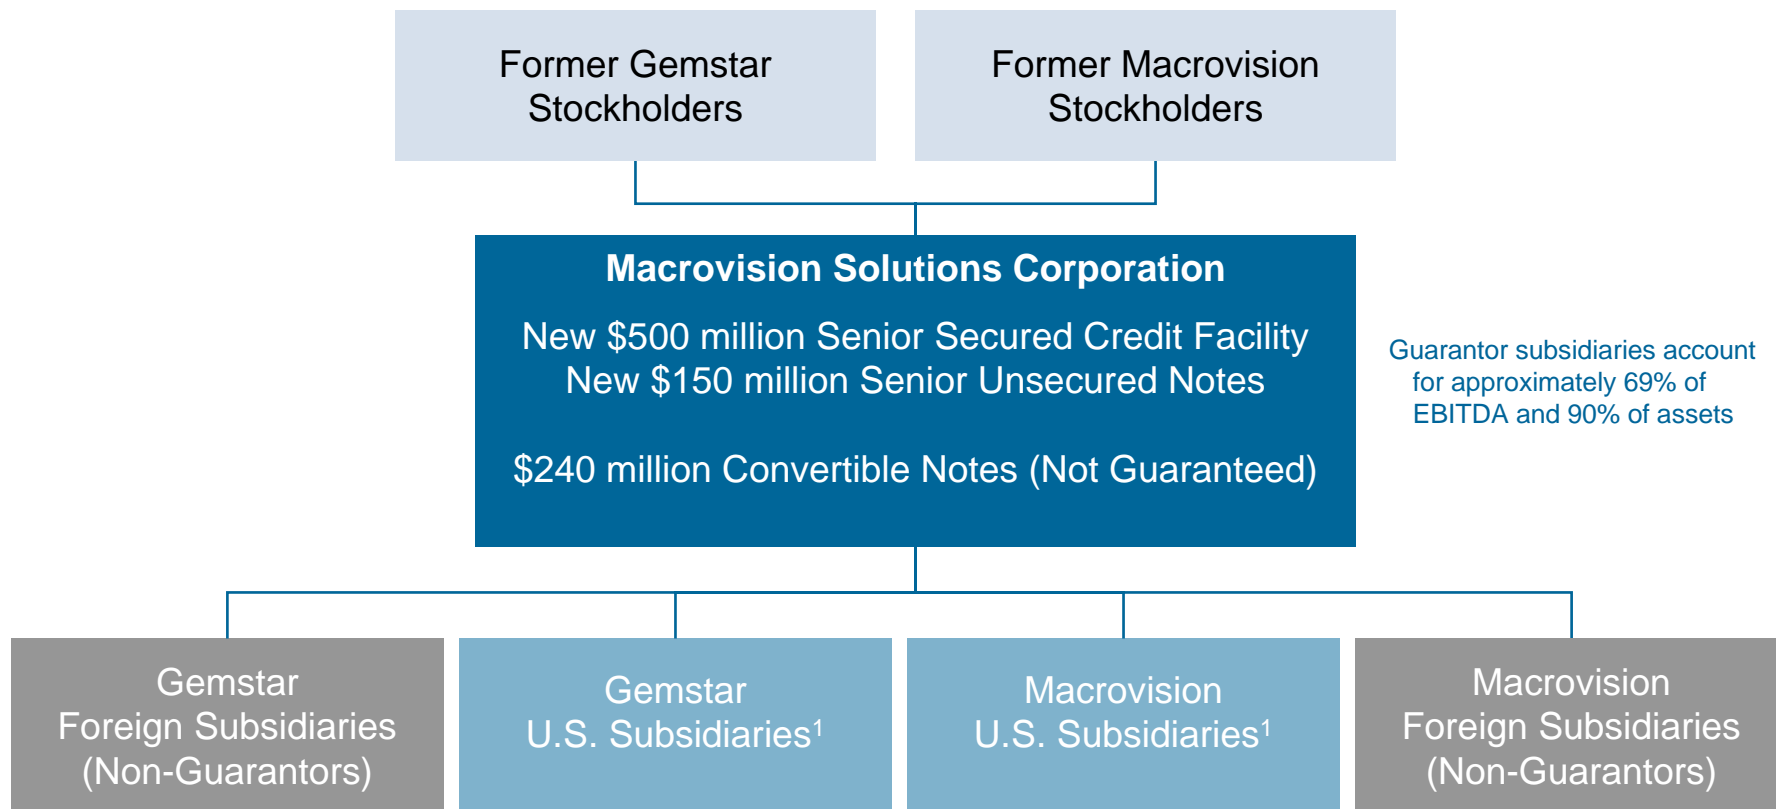 Former Gemstar
Stockholders
Former Macrovision
Stockholders
Macrovision Solutions Corporation
New $500 million Senior Secured Credit Facility
New $150 million Senior Unsecured Notes
$240 million Convertible Notes (Not Guaranteed)
Guarantor subsidiaries account
for approximately 69% of
EBITDA and 90% of assets
Gemstar
Foreign Subsidiaries
(Non-Guarantors)
Gemstar
U.S. Subsidiaries¹
Macrovision
U.S. Subsidiaries¹
Macrovision
Foreign Subsidiaries
(Non-Guarantors)